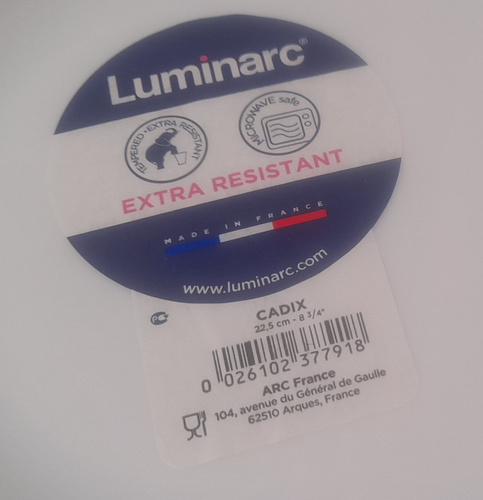 Luminarc®
TEMPERED • EXTRA RESISTANT
MICROWAVE safe
EXTRA RESISTANT
MADE IN FRANCE
www.luminarc.com
CADIX
22,5 cm - 8 3/4"
0 026102 377918
ARC France
104, avenue du Général de Gaulle
62510 Arques, France